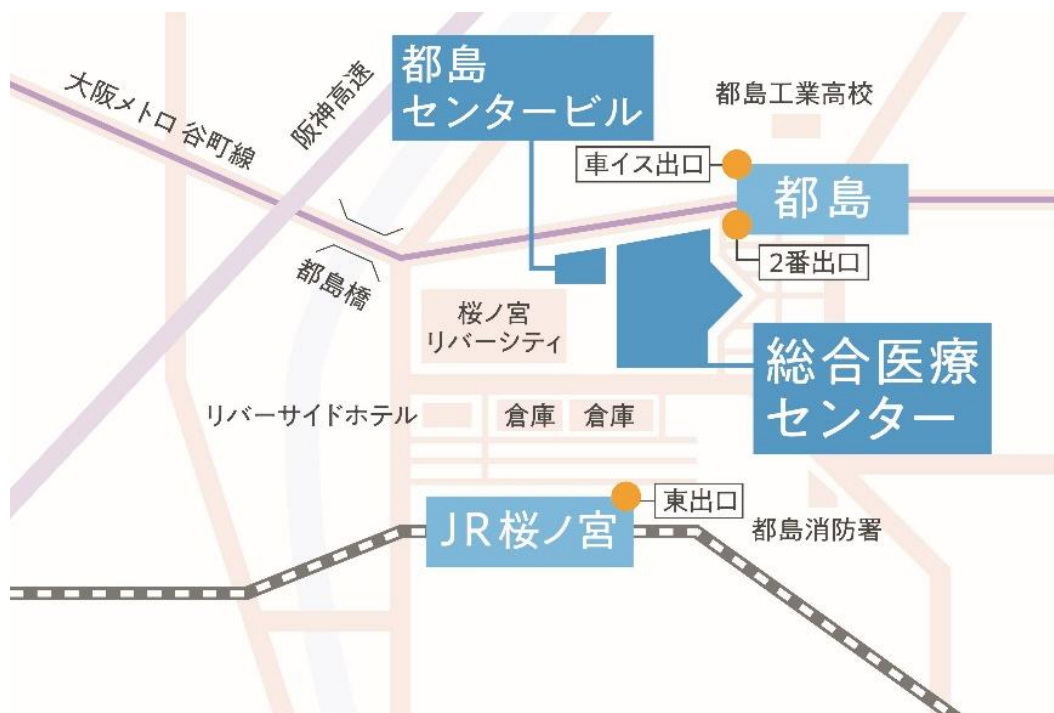 都島
センタービル
都島工業高校
大阪メトロ 谷町線
阪神高速
車イス出口
都島
2番出口
都島橋
桜ノ宮
リバーシティ
総合医療
センター
リバーサイドホテル
倉庫
倉庫
東出口
JR桜ノ宮
都島消防署